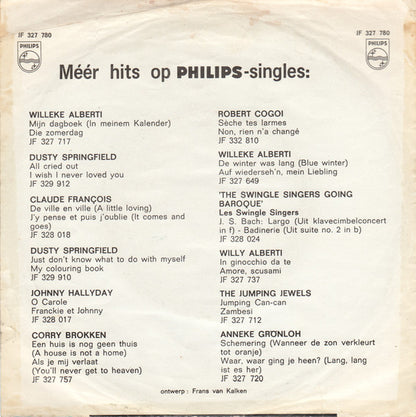 JF 327 780
JF 327 780
PHILIPS
PHILIPS
Méér hits op PHILIPS-singles:
WILLEKE ALBERTI
Mijn dagboek (In meinem Kalender)
Die zomerdag
JF 327 717
DUSTY SPRINGFIELD
All cried out
I wish I never loved you
JF 329 912
CLAUDE FRANÇOIS
De ville en ville (A little loving)
J'y pense et puis j'oublie (It comes and
goes)
JF 328 018
DUSTY SPRINGFIELD
Just don't know what to do with myself
My colouring book
JF 329 910
JOHNNY HALLYDAY
O Carole
Franckie et Johnny
JF 328 017
CORRY BROKKEN
Een huis is nog geen thuis
(A house is not a home)
Als je mij verlaat
(You'll never get to heaven)
JF 327 757
ROBERT COGOI
Sèche tes larmes
Non, rien n'a changé
JF 332 810
WILLEKE ALBERTI
De winter was lang (Blue winter)
Auf wiederseh'n, mein Liebling
JF 327 649
'THE SWINGLE SINGERS GOING
BAROQUE'
Les Swingle Singers
J. S. Bach: Largo (Uit klavecimbelconcert
in f) - Badinerie (Uit suite no. 2 in b)
JF 328 024
WILLY ALBERTI
In ginocchio da te
Amore, scusami
JF 327 737
THE JUMPING JEWELS
Jumping Can-can
Zambesi
JF 327 712
ANNEKE GRÖNLOH
Schemering (Wanneer de zon verkleurt
tot oranje)
Waar, waar ging je heen? (Lang, lang
ist es her)
JF 327 720
ontwerp : Frans van Kalken